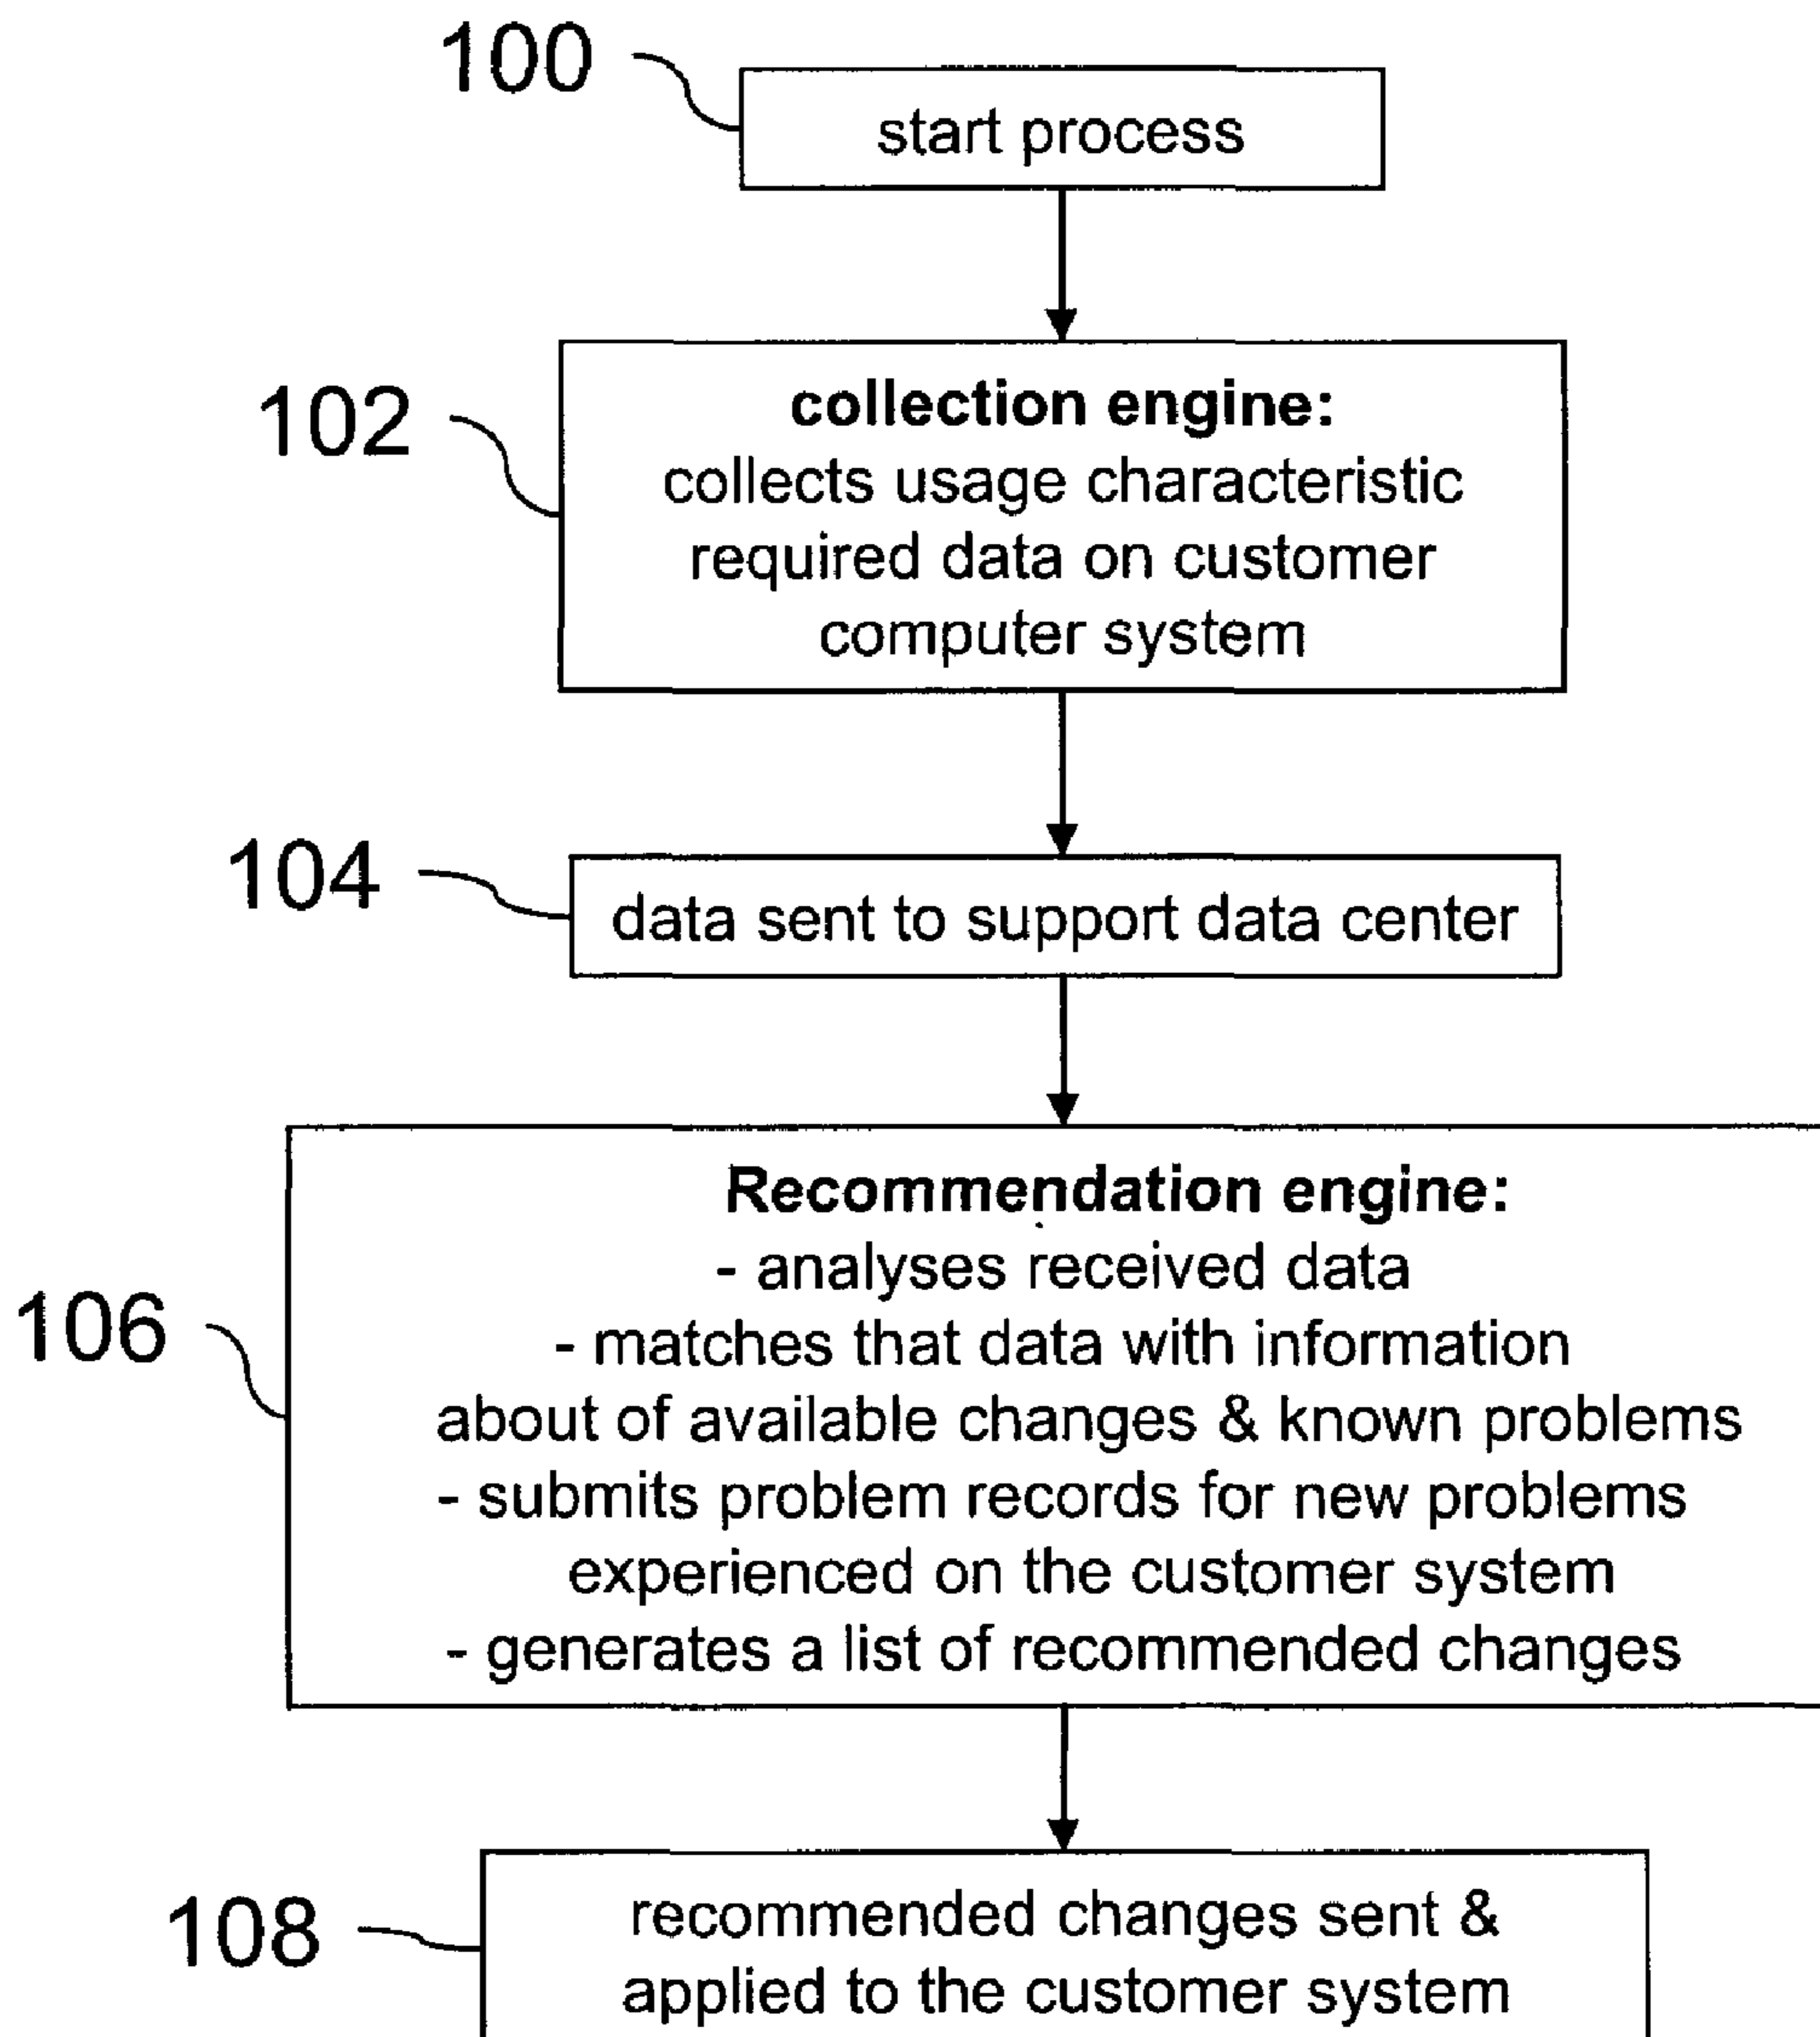 100
start process
102
collection engine:
collects usage characteristic
required data on customer
computer system
104
data sent to support data center
106
Recommendation engine:
- analyses received data
- matches that data with information
about of available changes & known problems
- submits problem records for new problems
experienced on the customer system
- generates a list of recommended changes
108
recommended changes sent &
applied to the customer system